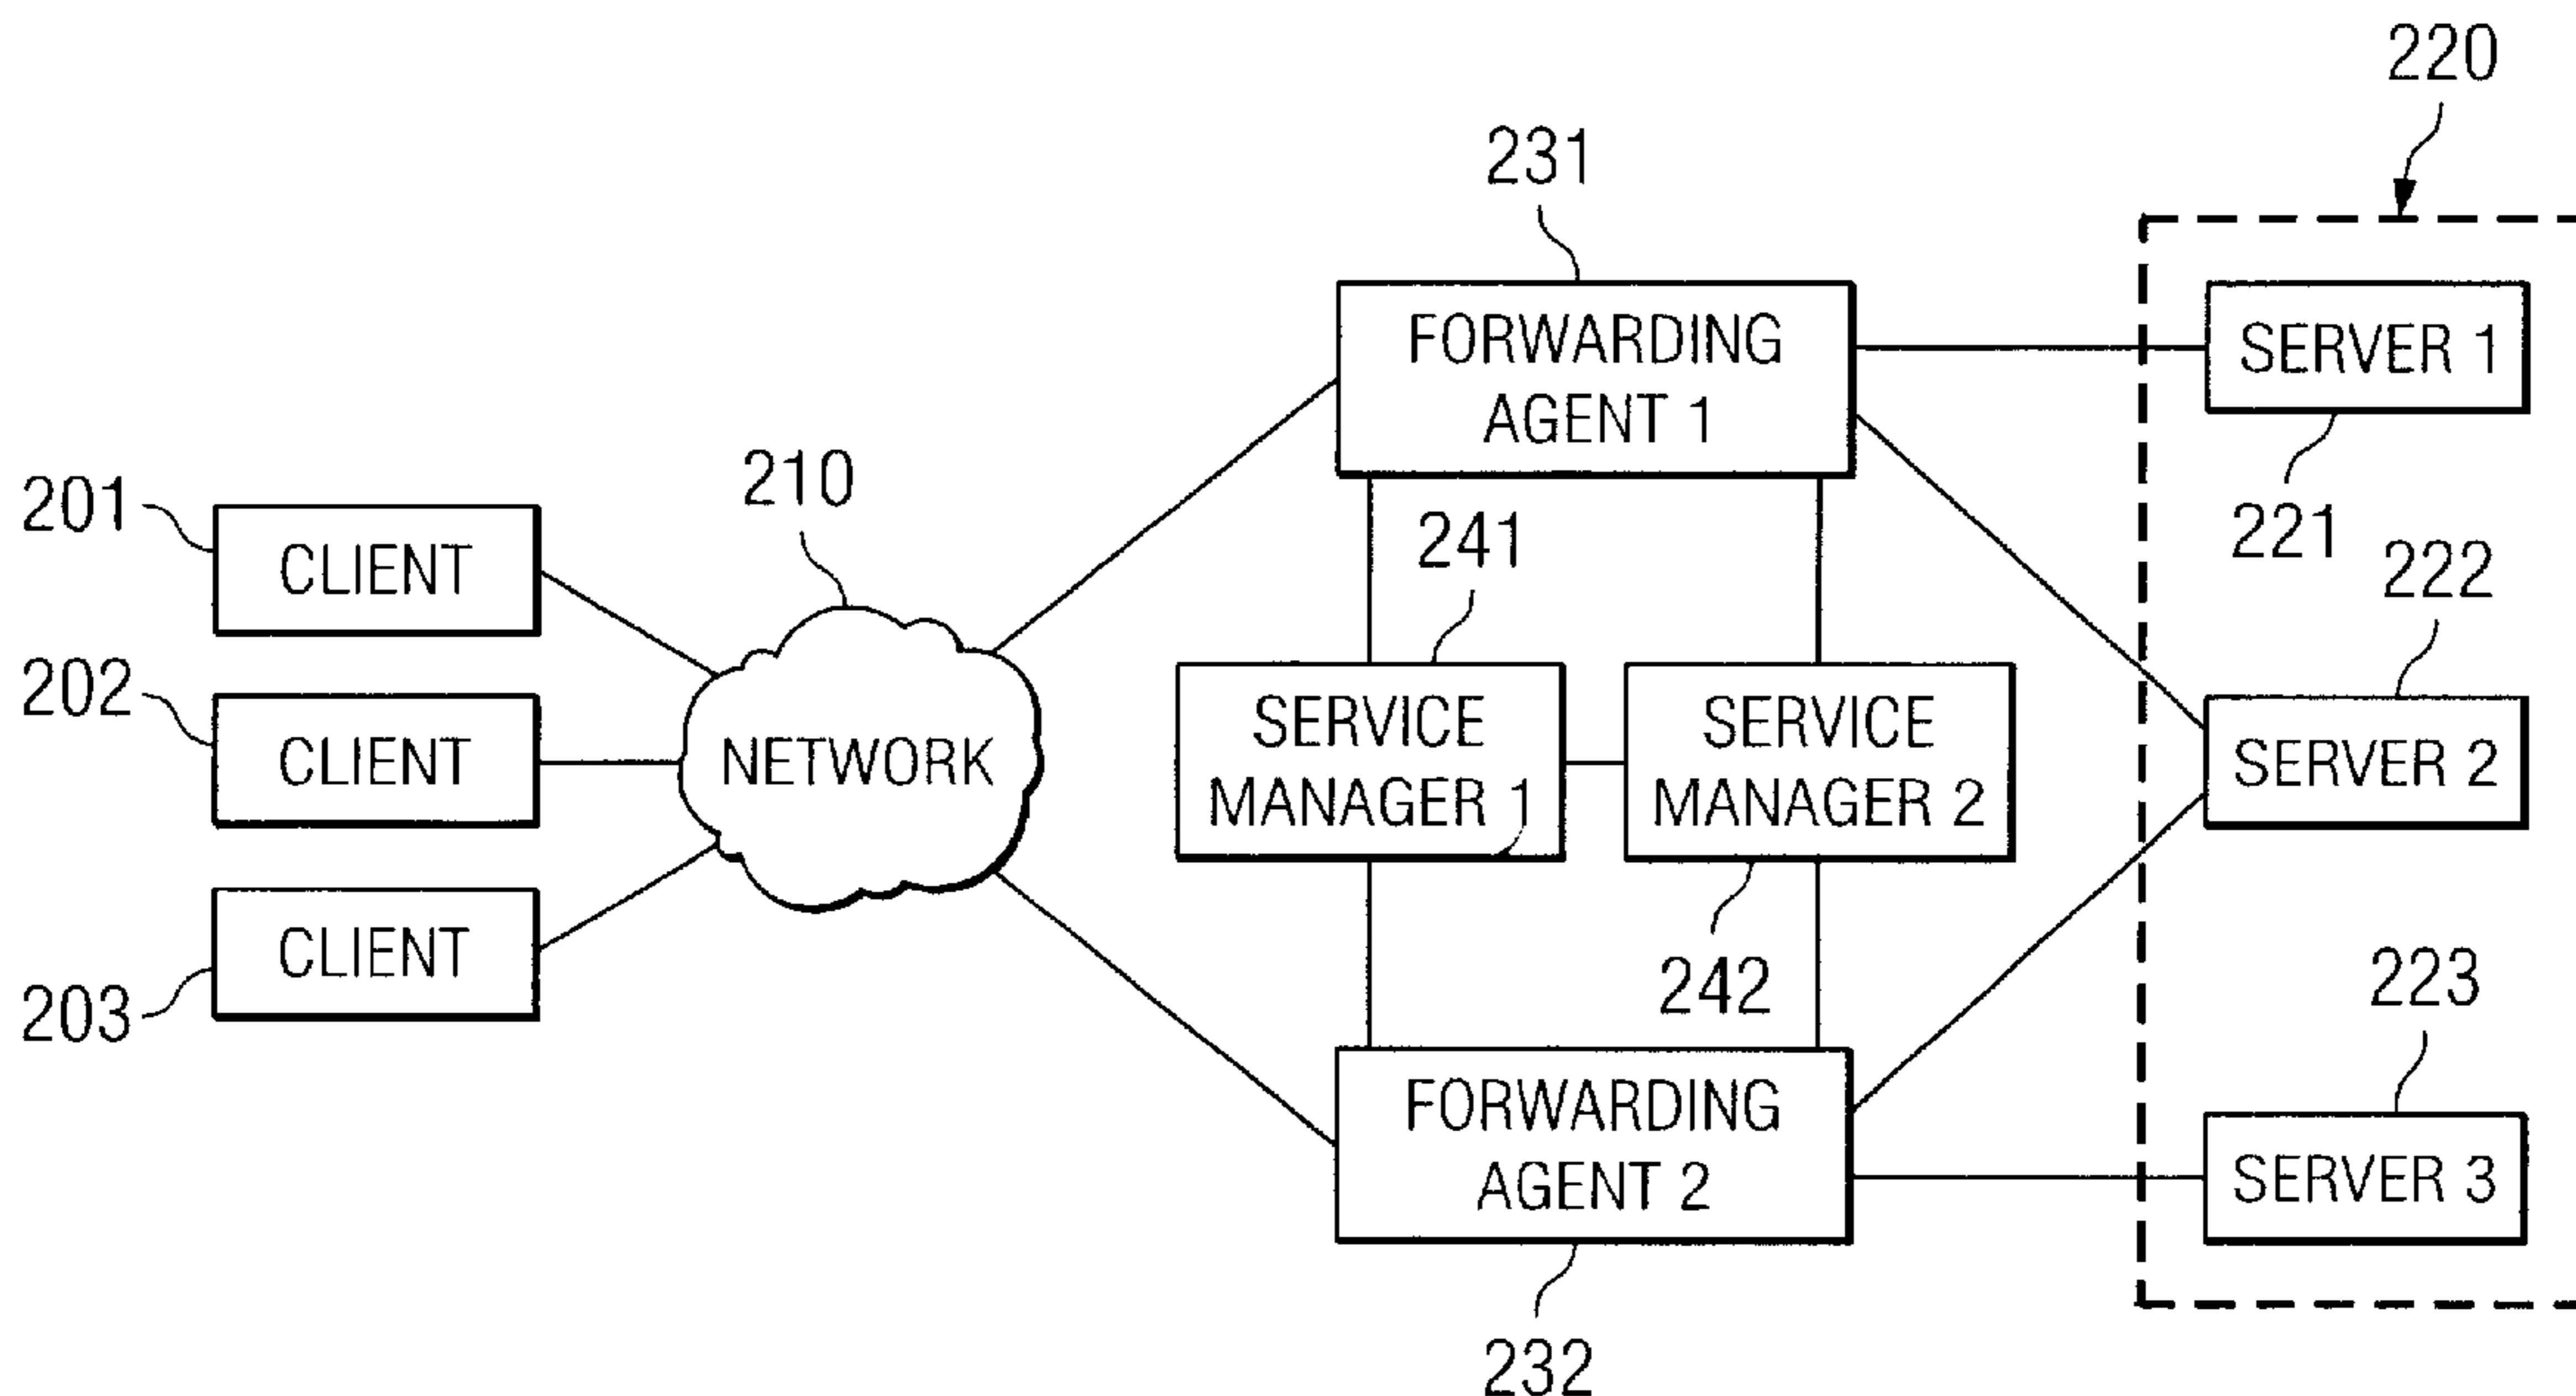 220
231
FORWARDING
AGENT 1
SERVER 1
221
201
CLIENT
210
241
222
202
CLIENT
NETWORK
SERVICE
MANAGER 1
SERVICE
MANAGER 2
SERVER 2
CLIENT
203
242
223
FORWARDING
AGENT 2
SERVER 3
232